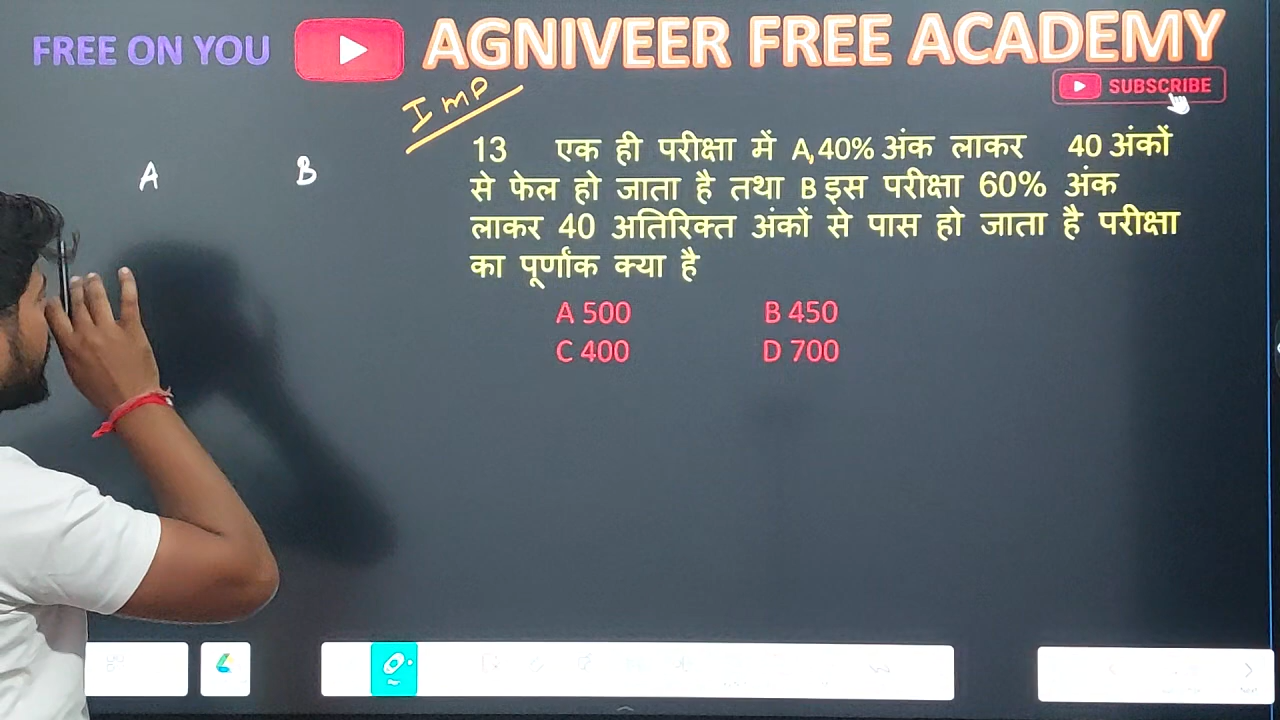 FREE ON YOU AGNIVEER FREE ACADEMY
SUBSCRIBE
IMP
13 एक ही परीक्षा में A,40% अंक लाकर 40 अंकों
से फेल हो जाता है तथा B इस परीक्षा 60% अंक
लाकर 40 अतिरिक्त अंकों से पास हो जाता है परीक्षा
का पूर्णांक क्या है
A 500 B 450
C 400 D 700
A B